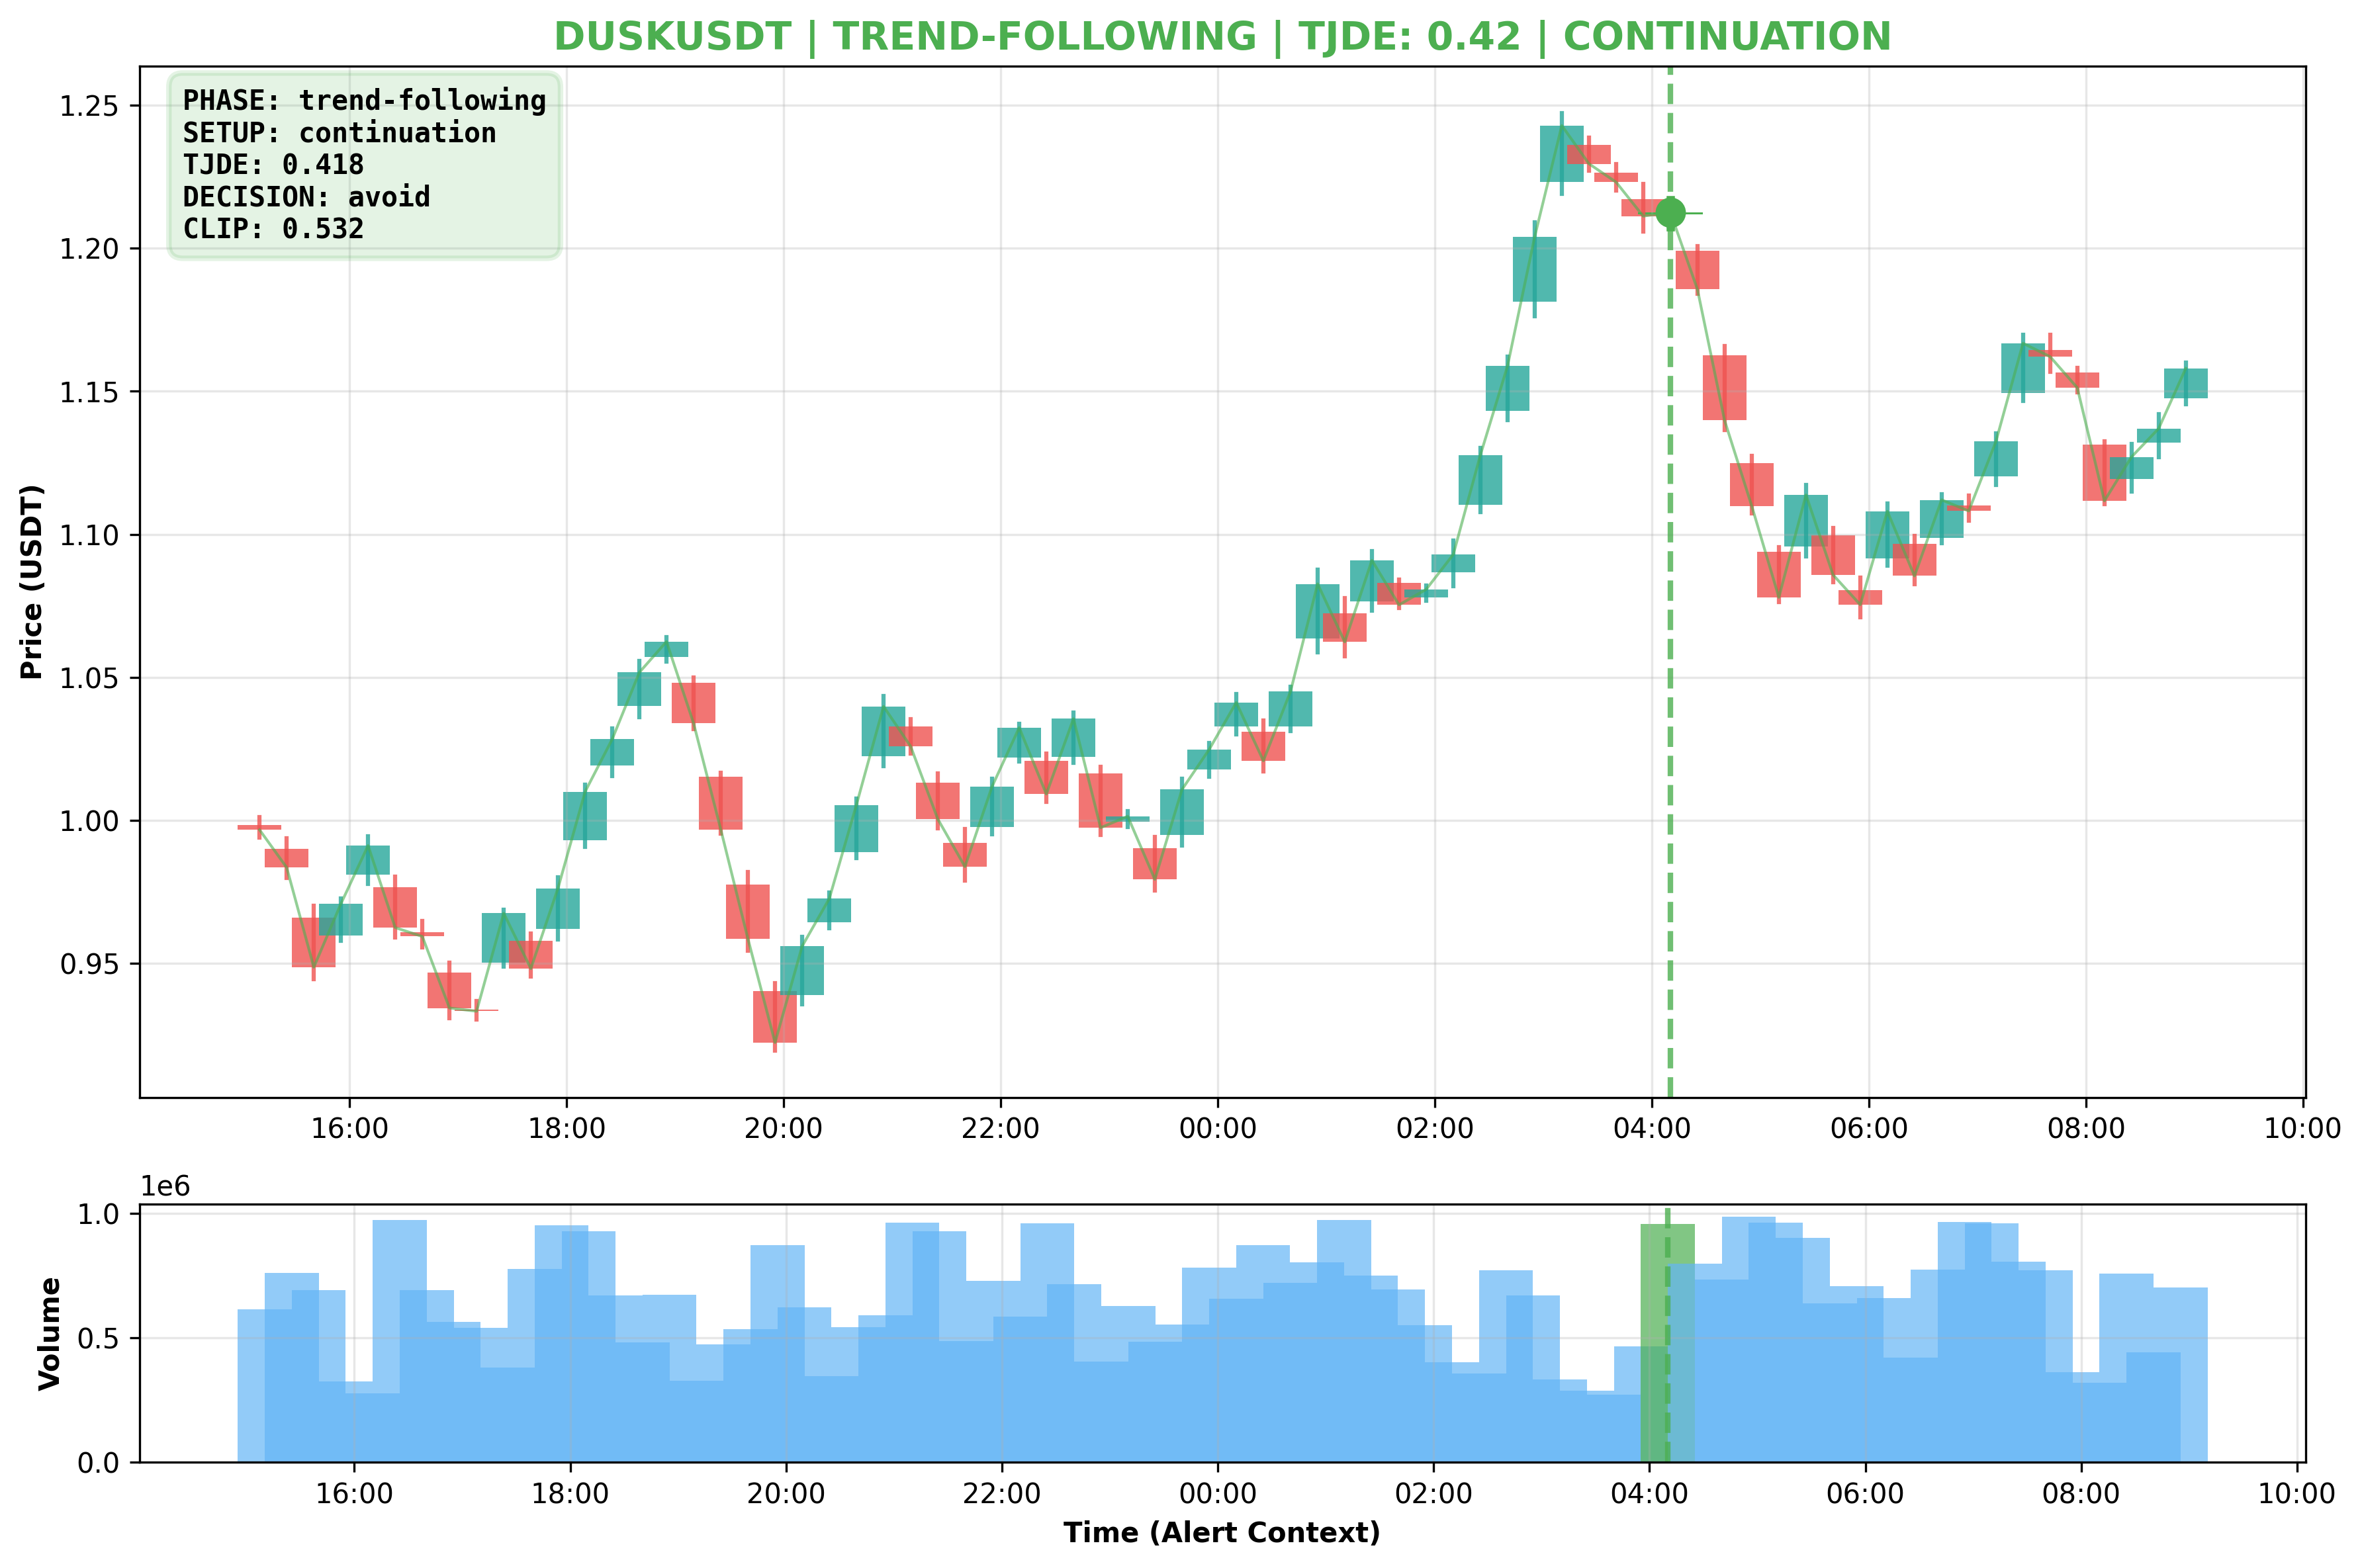 DUSKUSDT | TREND-FOLLOWING | TJDE: 0.42 | CONTINUATION
PHASE: trend-following
SETUP: continuation
TJDE: 0.418
DECISION: avoid
CLIP: 0.532
Price (USDT)
1.25
1.20
1.15
1.10
1.05
1.00
0.95
16:00 18:00 20:00 22:00 00:00 02:00 04:00 06:00 08:00 10:00
1e6
Volume
1.0
0.5
0.0
16:00 18:00 20:00 22:00 00:00 02:00 04:00 06:00 08:00 10:00
Time (Alert Context)